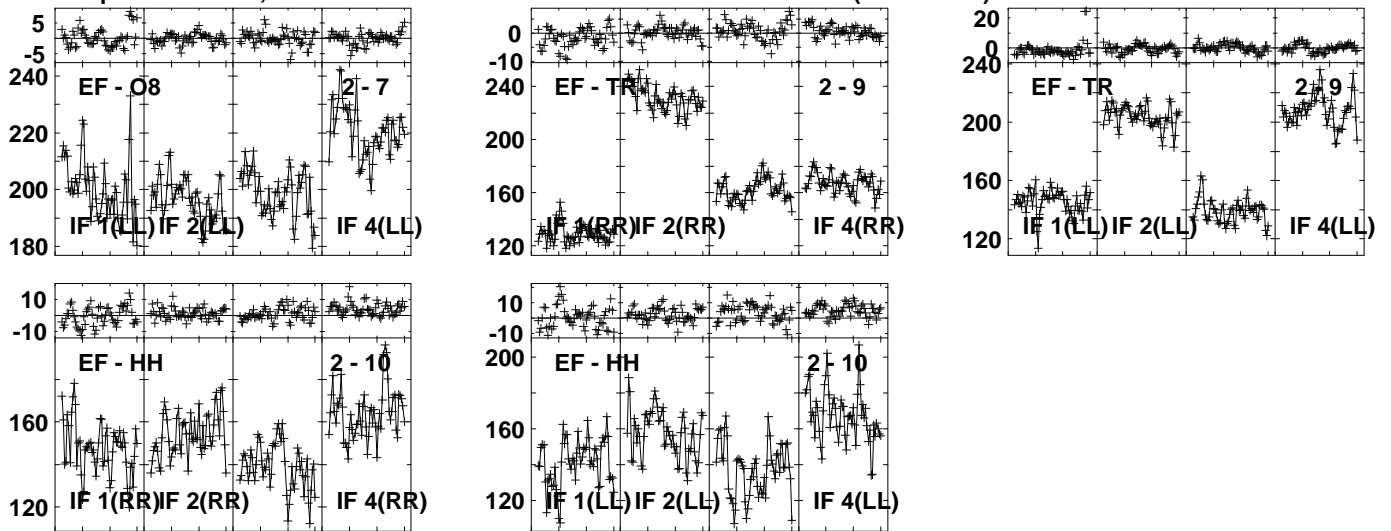 5
-5
240
220
200
180
EF - O8
2 - 7
IF 1(LL)
IF 2(LL)
IF 4(LL)
0
-10
240
200
160
120
EF - TR
2 - 9
IF 1(RR)
IF 2(RR)
IF 4(RR)
20
0
240
200
160
120
EF - TR
2 - 9
IF 1(LL)
IF 2(LL)
IF 4(LL)
10
-10
160
120
EF - HH
2 - 10
IF 1(RR)
IF 2(RR)
IF 4(RR)
10
-10
200
160
120
EF - HH
2 - 10
IF 1(LL)
IF 2(LL)
IF 4(LL)